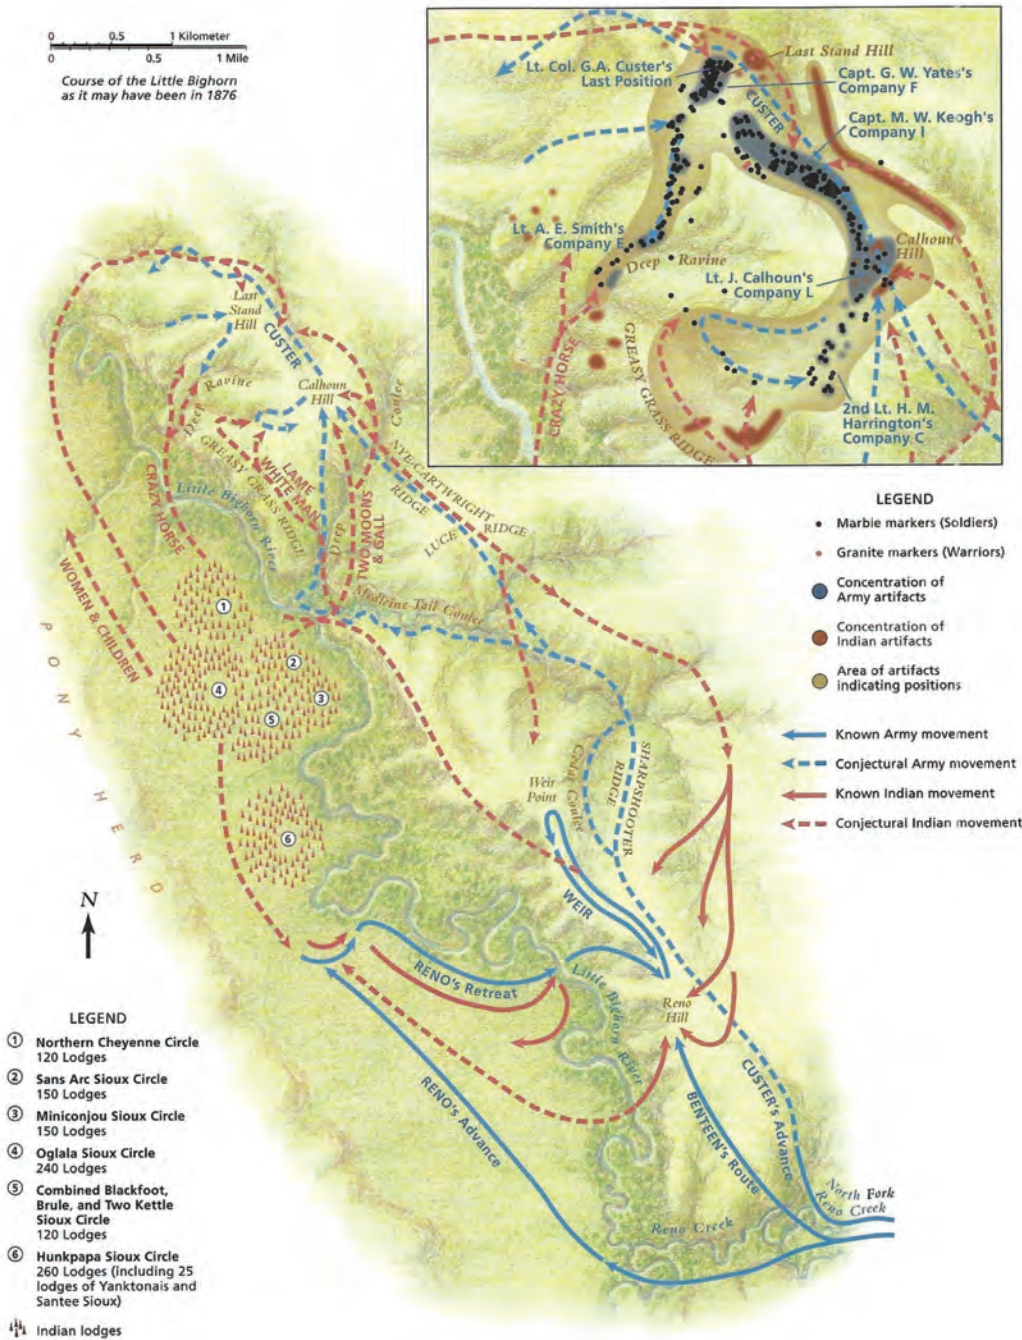 0 0.5 1 Kilometer
0 0.5 1 Mile
Course of the Little Bighorn
as it may have been in 1876
Last Stand Hill
Lt. Col. G.A. Custer's
Last Position
Capt. G. W. Yates's
Company F
CUSTER
Capt. M. W. Keogh's
Company I
Lt. A. E. Smith's
Company E
Deep Ravine
Calhoun
Hill
Lt. J. Calhoun's
Company L
CRAZY HORSE
GREASY GRASS RIDGE
2nd Lt. H. M.
Harrington's
Company C
LEGEND
Marble markers (Soldiers)
Granite markers (Warriors)
Concentration of
Army artifacts
Concentration of
Indian artifacts
Area of artifacts
indicating positions
Known Army movement
Conjectural Army movement
Known Indian movement
Conjectural Indian movement
Last
Stand
Hill
CUSTER
Deep Ravine
Calhoun
Hill
Deep Coulee
NYE-CARTWRIGHT
RIDGE
LUCE RIDGE
CRAZY HORSE
GREASY GRASS RIDGE
LAME
WHITE MAN
TWO MOONS
& GALL
Little Bighorn River
Medicine Tail Coulee
WOMEN & CHILDREN
PONY HERD
1
2
3
4
5
6
Weir
Point
Cedar Coulee
SHARPSHOOTER
RIDGE
WEIR
RENO's Retreat
Little Bighorn River
Reno
Hill
RENO's Advance
BENTEEN's Route
CUSTER's Advance
North Fork
Reno Creek
Reno Creek
N
LEGEND
1 Northern Cheyenne Circle
120 Lodges
2 Sans Arc Sioux Circle
150 Lodges
3 Miniconjou Sioux Circle
150 Lodges
4 Oglala Sioux Circle
240 Lodges
5 Combined Blackfoot,
Brule, and Two Kettle
Sioux Circle
120 Lodges
6 Hunkpapa Sioux Circle
260 Lodges (including 25
lodges of Yanktonais and
Santee Sioux)
Indian lodges